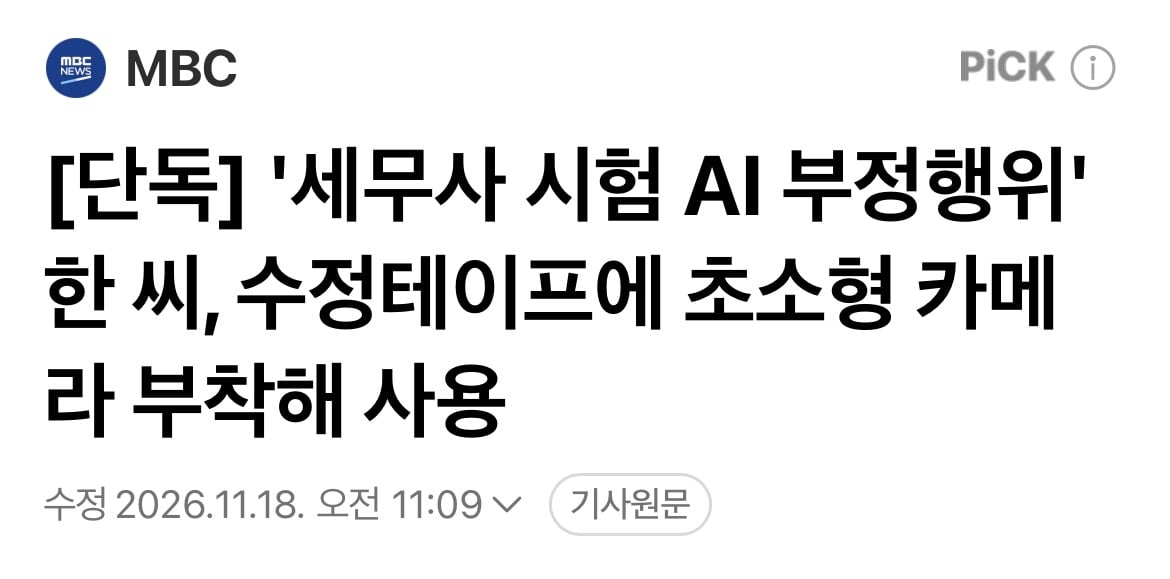 MBC NEWS
MBC
PiCK
[단독] '세무사 시험 AI 부정행위'
한 씨, 수정테이프에 초소형 카메
라 부착해 사용
수정 2026.11.18. 오전 11:09
기사원문